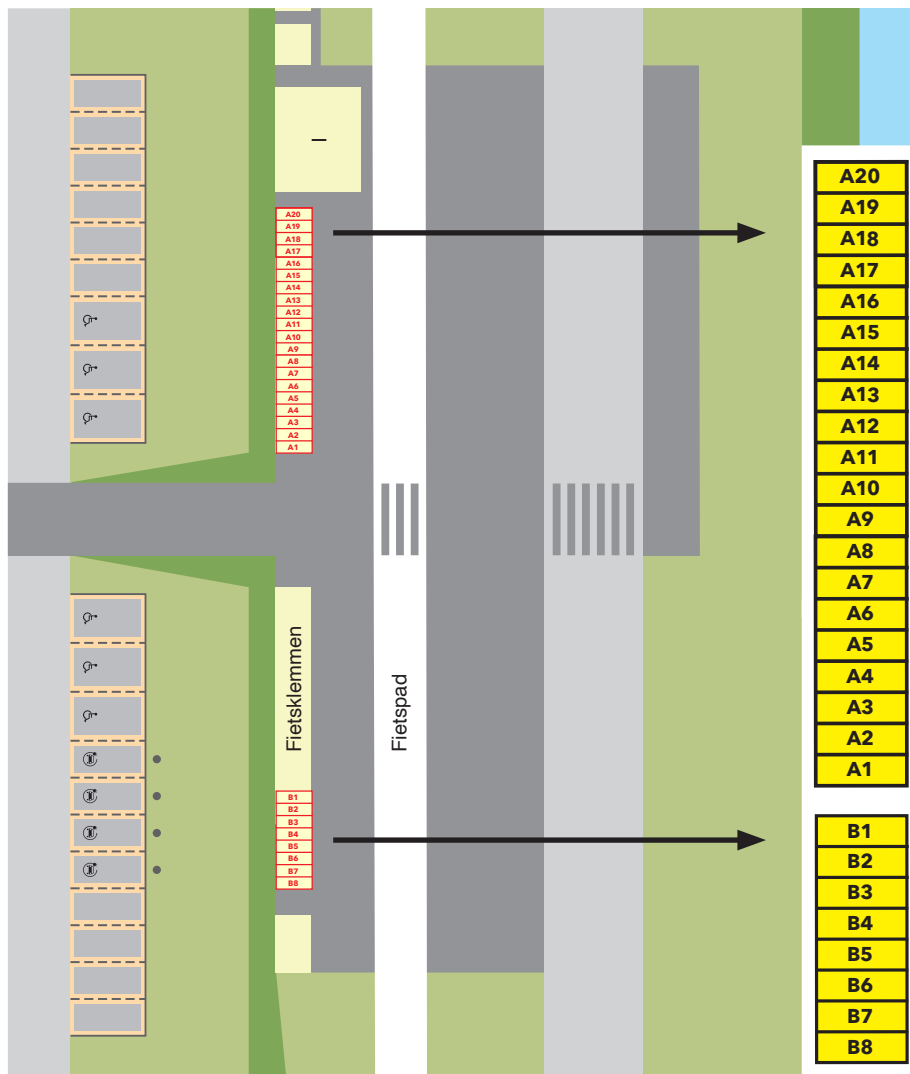 I
A20
A19
A18
A17
A16
A15
A14
A13
A12
A11
A10
A9
A8
A7
A6
A5
A4
A3
A2
A1
Fietsklemmen
Fietspad
B1
B2
B3
B4
B5
B6
B7
B8
A20
A19
A18
A17
A16
A15
A14
A13
A12
A11
A10
A9
A8
A7
A6
A5
A4
A3
A2
A1
B1
B2
B3
B4
B5
B6
B7
B8